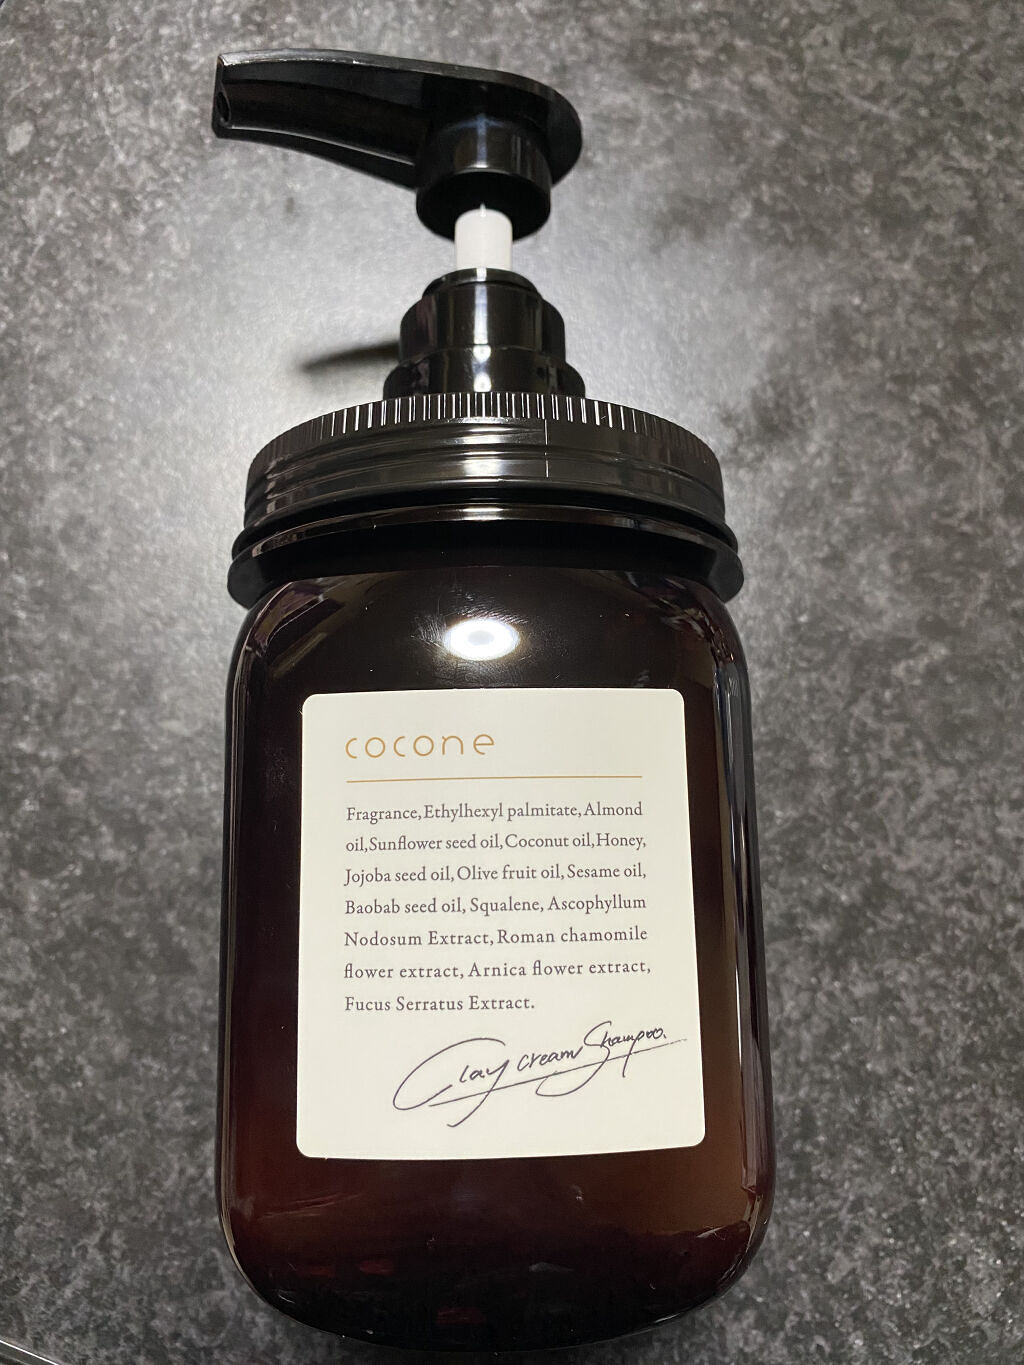 cocone
Fragrance,Ethylhexyl palmitate,Almond
oil,Sunflower seed oil,Coconut oil,Honey,
Jojoba seed oil,Olive fruit oil,Sesame oil,
Baobab seed oil, Squalene, Ascophyllum
Nodosum Extract,Roman chamomile
flower extract, Arnica flower extract,
Fucus Serratus Extract.
Clay cream Shampoo.